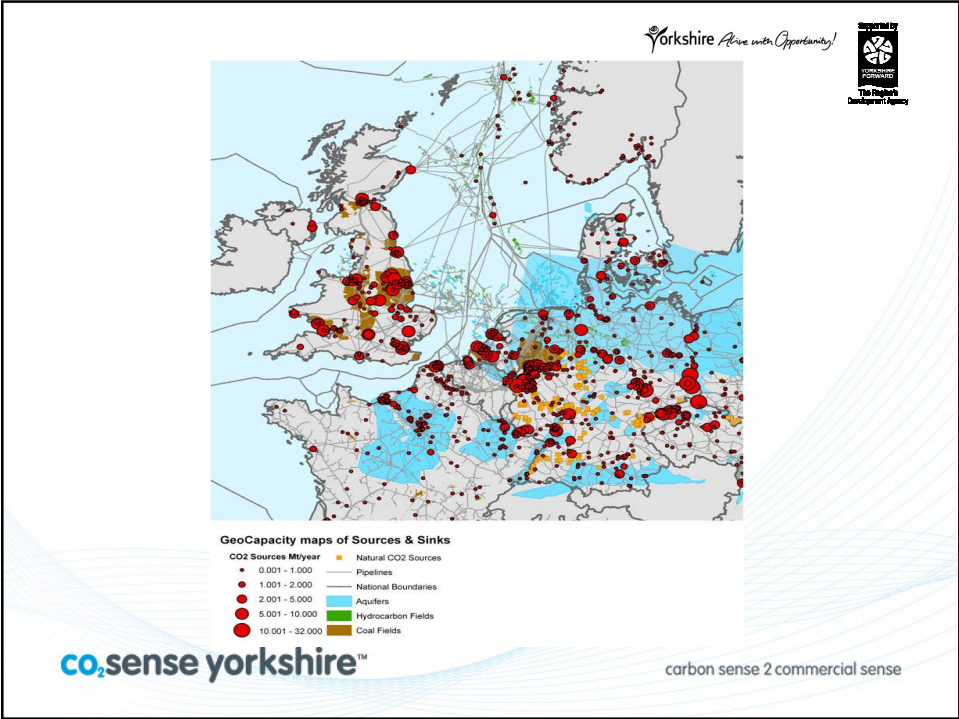 Yorkshire Alive with Opportunity!
Supported by
YORKSHIRE
FORWARD
The Region's
Development Agency
GeoCapacity maps of Sources & Sinks
CO2 Sources Mt/year
0.001 - 1.000
1.001 - 2.000
2.001 - 5.000
5.001 - 10.000
10.001 - 32.000
Natural CO2 Sources
Pipelines
National Boundaries
Aquifers
Hydrocarbon Fields
Coal Fields
co₂sense yorkshire™
carbon sense 2 commercial sense